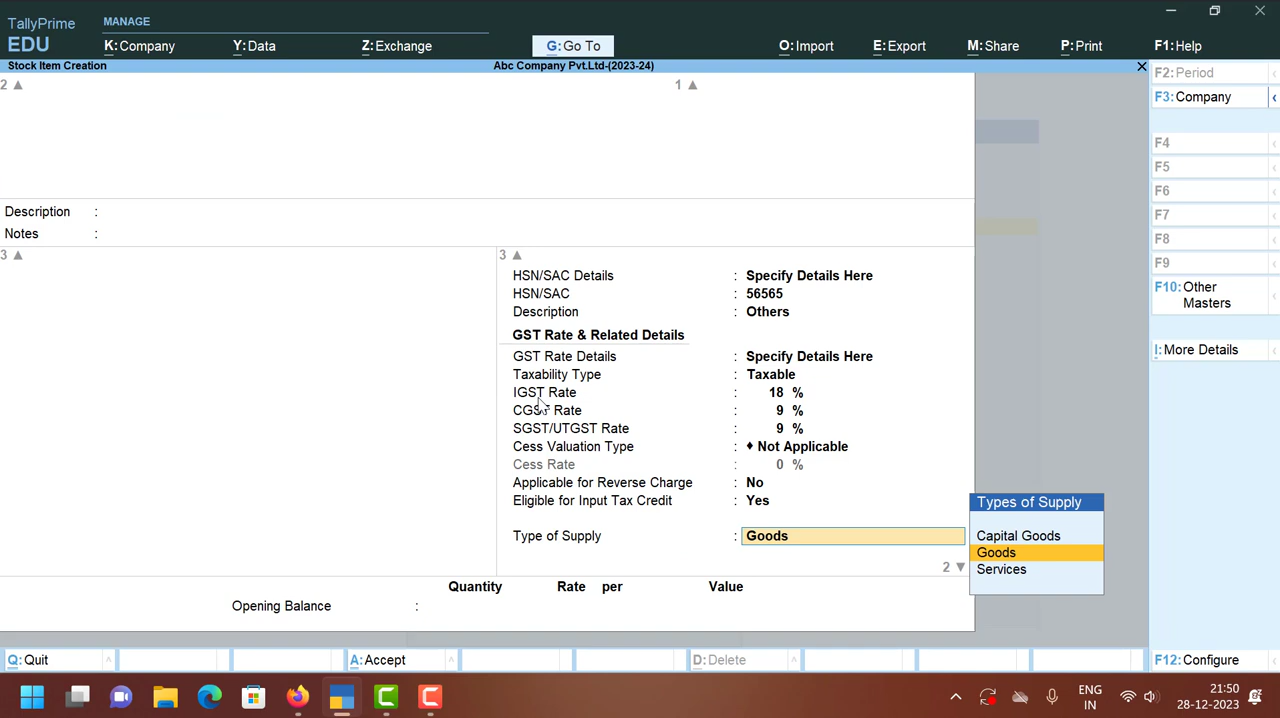 TallyPrime
EDU
MANAGE
K:Company
Y:Data
Z:Exchange
G:Go To
O:Import
E:Export
M:Share
P:Print
F1:Help
Stock Item Creation
Abc Company Pvt.Ltd-(2023-24)
F2:Period
2 ▲
1 ▲
F3:Company
F4
F5
F6
F7
F8
F9
F10:Other
Masters
I:More Details
Description :
Notes :
3 ▲
3 ▲
HSN/SAC Details : Specify Details Here
HSN/SAC : 56565
Description : Others
GST Rate & Related Details
GST Rate Details : Specify Details Here
Taxability Type : Taxable
IGST Rate : 18 %
CGST Rate : 9 %
SGST/UTGST Rate : 9 %
Cess Valuation Type : ♦ Not Applicable
Cess Rate : 0 %
Applicable for Reverse Charge : No
Eligible for Input Tax Credit : Yes
Type of Supply : Goods
Types of Supply
Capital Goods
Goods
Services
2 ▼
Quantity Rate per Value
Opening Balance :
Q:Quit
A:Accept
D:Delete
F12:Configure
ENG
IN
21:50
28-12-2023